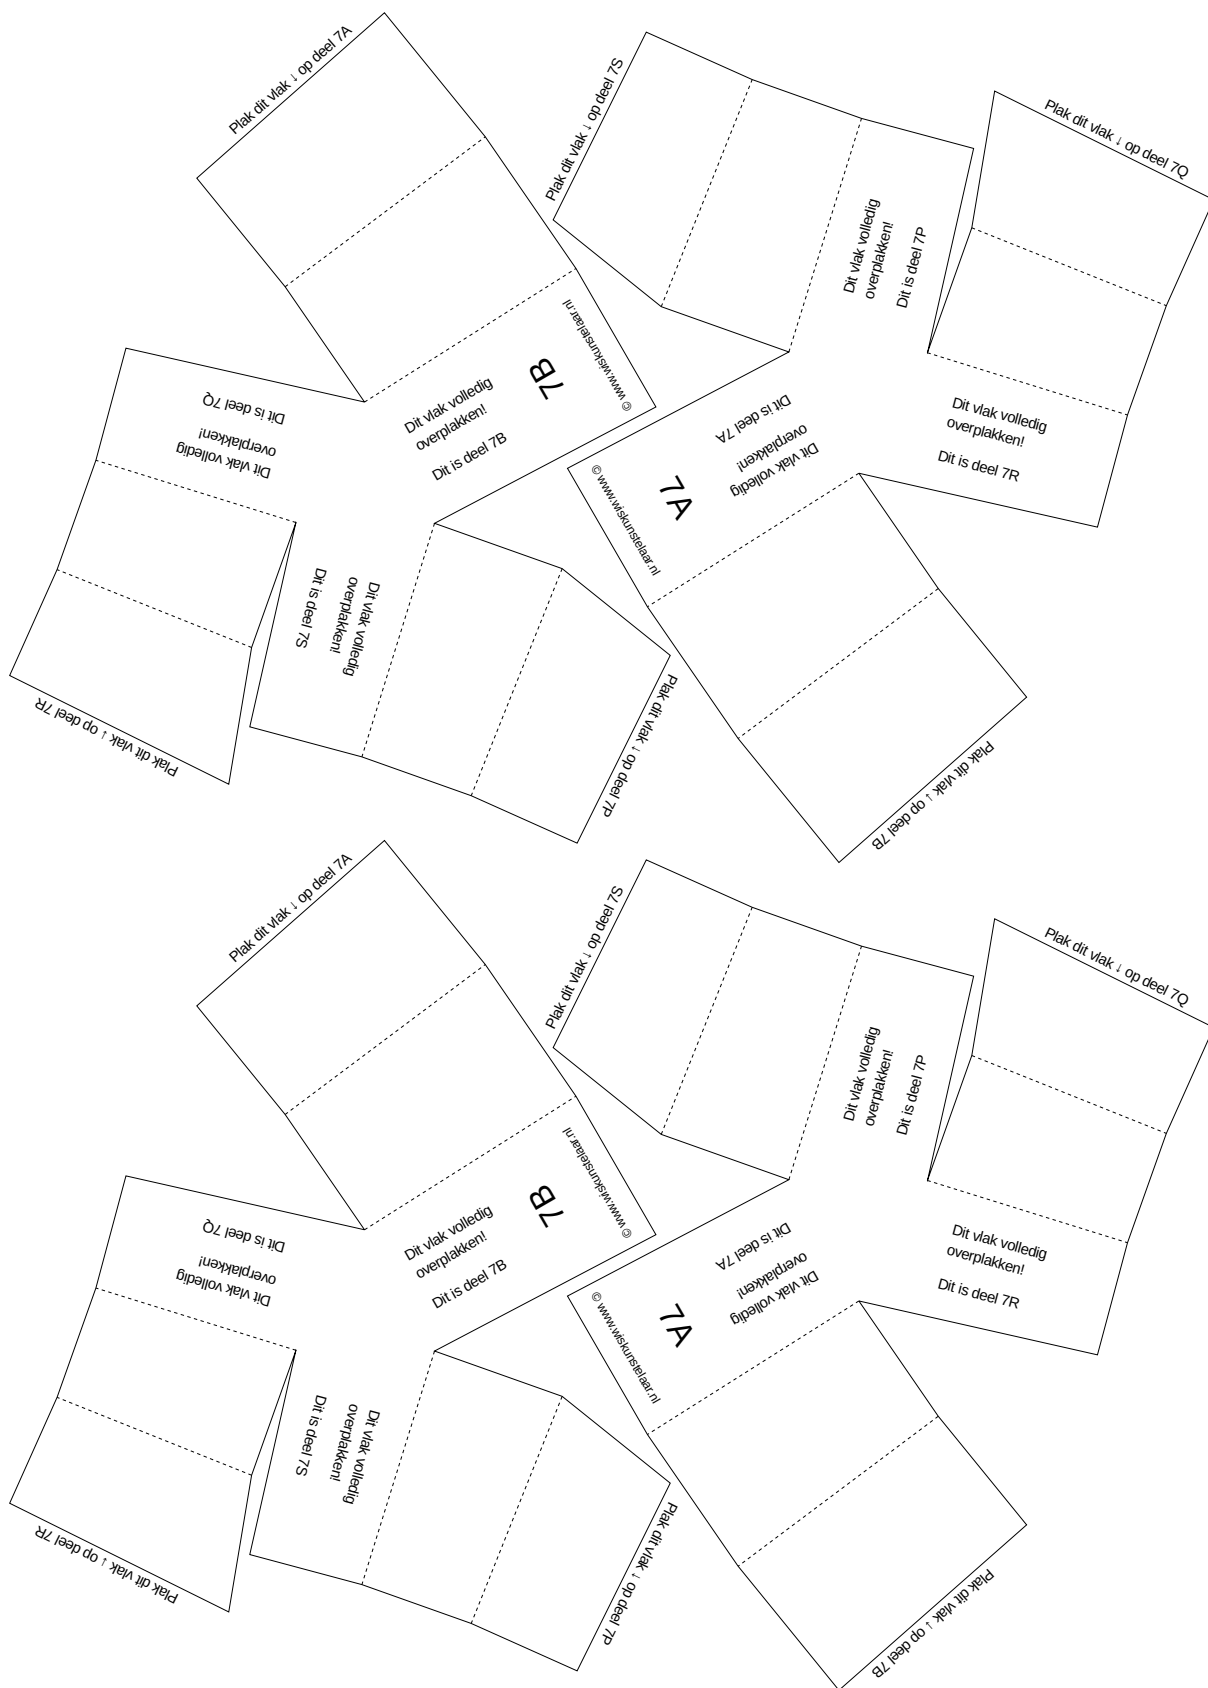 Plak dit vlak ↓ op deel 7A
Plak dit vlak ↓ op deel 7S
Plak dit vlak ↓ op deel 7Q
Dit vlak volledig
overplakken!
Dit is deel 7P
© www.wiskunstelaar.nl
7B
Dit vlak volledig
overplakken!
Dit is deel 7B
Dit vlak volledig
overplakken!
Dit is deel 7Q
Dit vlak volledig
overplakken!
Dit is deel 7A
7A
© www.wiskunstelaar.nl
Dit vlak volledig
overplakken!
Dit is deel 7R
Dit vlak volledig
overplakken!
Dit is deel 7S
Plak dit vlak ↓ op deel 7R
Plak dit vlak ↓ op deel 7P
Plak dit vlak ↓ op deel 7B
Plak dit vlak ↓ op deel 7A
Plak dit vlak ↓ op deel 7S
Plak dit vlak ↓ op deel 7Q
Dit vlak volledig
overplakken!
Dit is deel 7P
© www.wiskunstelaar.nl
7B
Dit vlak volledig
overplakken!
Dit is deel 7B
Dit vlak volledig
overplakken!
Dit is deel 7Q
Dit vlak volledig
overplakken!
Dit is deel 7A
7A
© www.wiskunstelaar.nl
Dit vlak volledig
overplakken!
Dit is deel 7R
Dit vlak volledig
overplakken!
Dit is deel 7S
Plak dit vlak ↓ op deel 7R
Plak dit vlak ↓ op deel 7P
Plak dit vlak ↓ op deel 7B